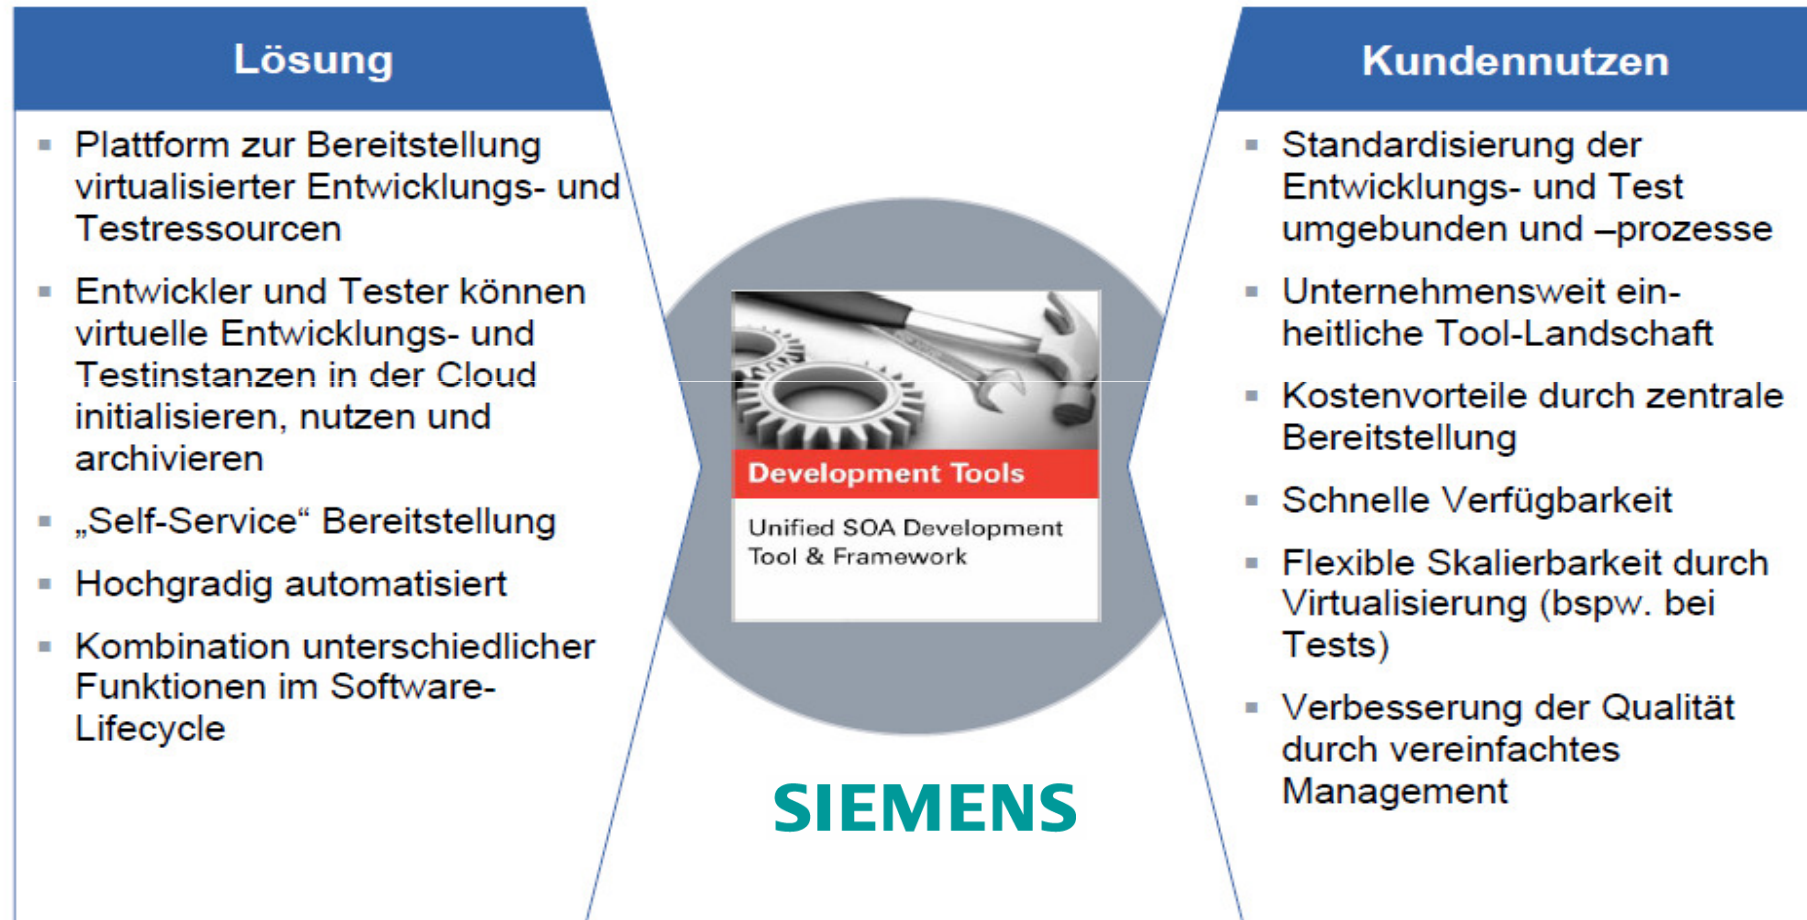 Lösung
Plattform zur Bereitstellung
virtualisierter Entwicklungs- und
Testressourcen
Entwickler und Tester können
virtuelle Entwicklungs- und
Testinstanzen in der Cloud
initialisieren, nutzen und
archivieren
„Self-Service“ Bereitstellung
Hochgradig automatisiert
Kombination unterschiedlicher
Funktionen im Software-
Lifecycle
Development Tools
Unified SOA Development
Tool & Framework
SIEMENS
Kundennutzen
Standardisierung der
Entwicklungs- und Test
umgebunden und –prozesse
Unternehmensweit ein-
heitliche Tool-Landschaft
Kostenvorteile durch zentrale
Bereitstellung
Schnelle Verfügbarkeit
Flexible Skalierbarkeit durch
Virtualisierung (bspw. bei
Tests)
Verbesserung der Qualität
durch vereinfachtes
Management